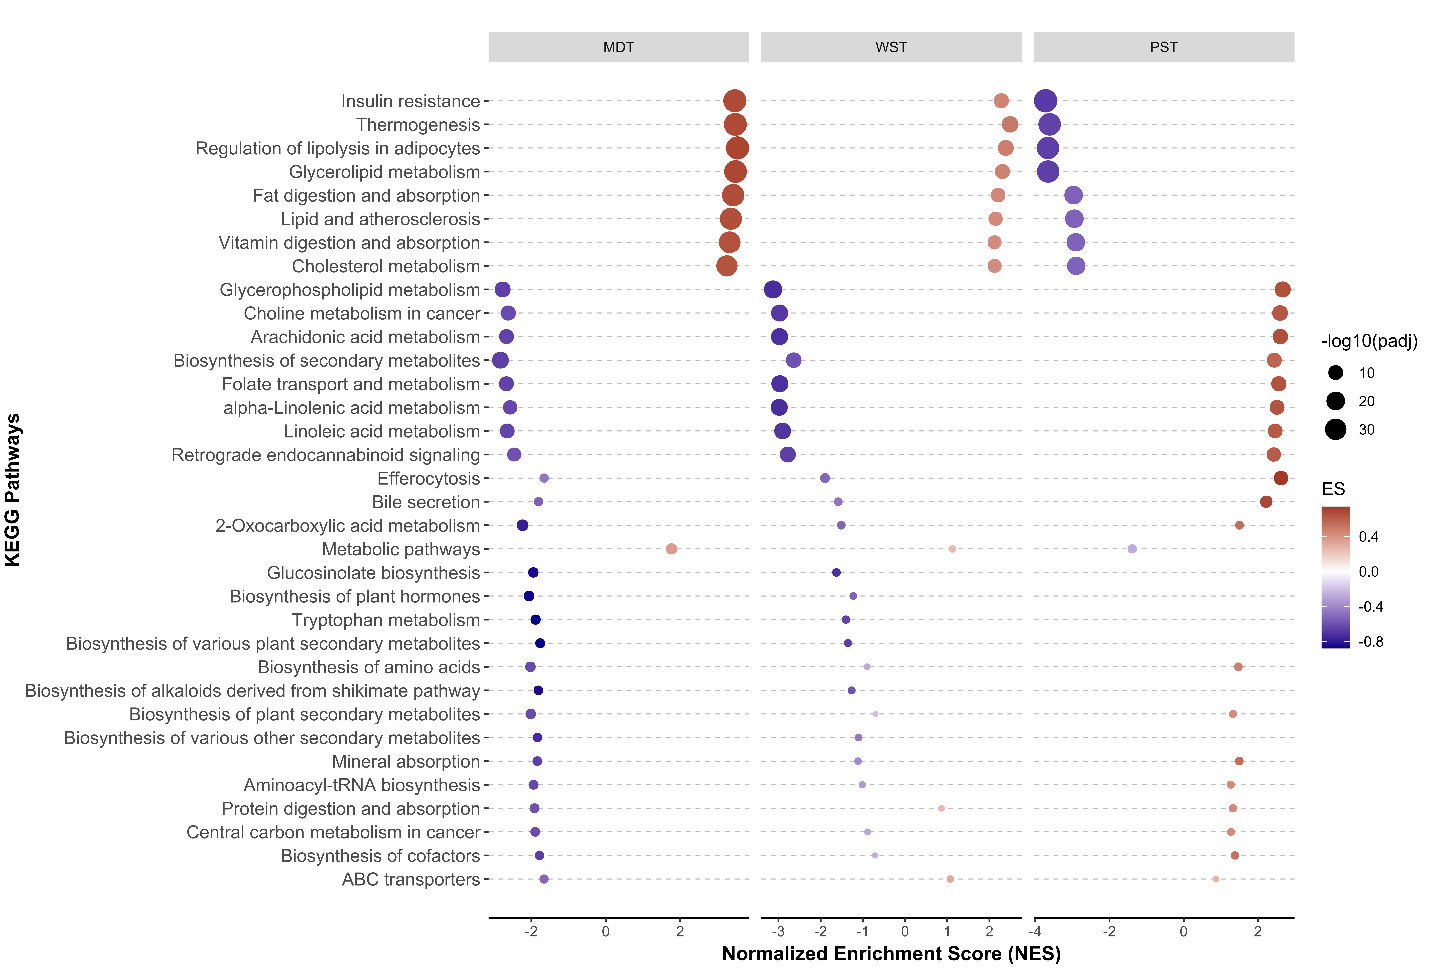 MDT
WST
PST
Insulin resistance
Thermogenesis
Regulation of lipolysis in adipocytes
Glycerolipid metabolism
Fat digestion and absorption
Lipid and atherosclerosis
Vitamin digestion and absorption
Cholesterol metabolism
Glycerophospholipid metabolism
Choline metabolism in cancer
Arachidonic acid metabolism
Biosynthesis of secondary metabolites
Folate transport and metabolism
alpha-Linolenic acid metabolism
Linoleic acid metabolism
Retrograde endocannabinoid signaling
Efferocytosis
Bile secretion
2-Oxocarboxylic acid metabolism
Metabolic pathways
Glucosinolate biosynthesis
Biosynthesis of plant hormones
Tryptophan metabolism
Biosynthesis of various plant secondary metabolites
Biosynthesis of amino acids
Biosynthesis of alkaloids derived from shikimate pathway
Biosynthesis of plant secondary metabolites
Biosynthesis of various other secondary metabolites
Mineral absorption
Aminoacyl-tRNA biosynthesis
Protein digestion and absorption
Central carbon metabolism in cancer
Biosynthesis of cofactors
ABC transporters
KEGG Pathways
-2 0 2
-3 -2 -1 0 1 2
-4 0 2
Normalized Enrichment Score (NES)
-log10(padj)
10
20
30
ES
0.4
0.0
-0.4
-0.8